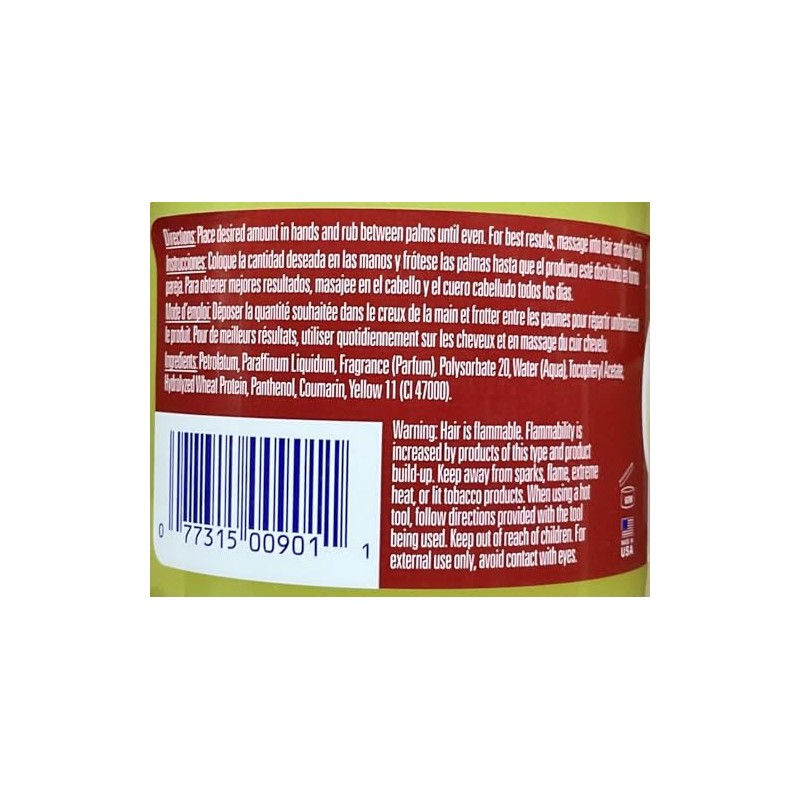 Directions: Place desired amount in hands and rub between palms until even. For best results, massage into hair and scalp daily
Instrucciones: Coloque la cantidad deseada en las manos y frótese las palmas hasta que el producto esté distribuido en forma
pareja. Para obtener mejores resultados, masajee en el cabello y el cuero cabelludo todos los días.
Mode d'emploi: Déposer la quantité souhaitée dans le creux de la main et frotter entre les paumes pour répartir uniformément
le produit. Pour de meilleurs résultats, utiliser quotidiennement sur les cheveux et en massage du cuir chevelu.
Ingredients: Petrolatum, Paraffinum Liquidum, Fragrance (Parfum), Polysorbate 20, Water (Aqua), Tocopheryl Acetate,
Hydrolyzed Wheat Protein, Panthenol, Coumarin, Yellow 11 (CI 47000).
Warning: Hair is flammable. Flammability is
increased by products of this type and product
build-up. Keep away from sparks, flame, extreme
heat, or lit tobacco products. When using a hot
tool, follow directions provided with the tool
being used. Keep out of reach of children. For
external use only, avoid contact with eyes.
0 77315 00901 1
MADE IN
USA